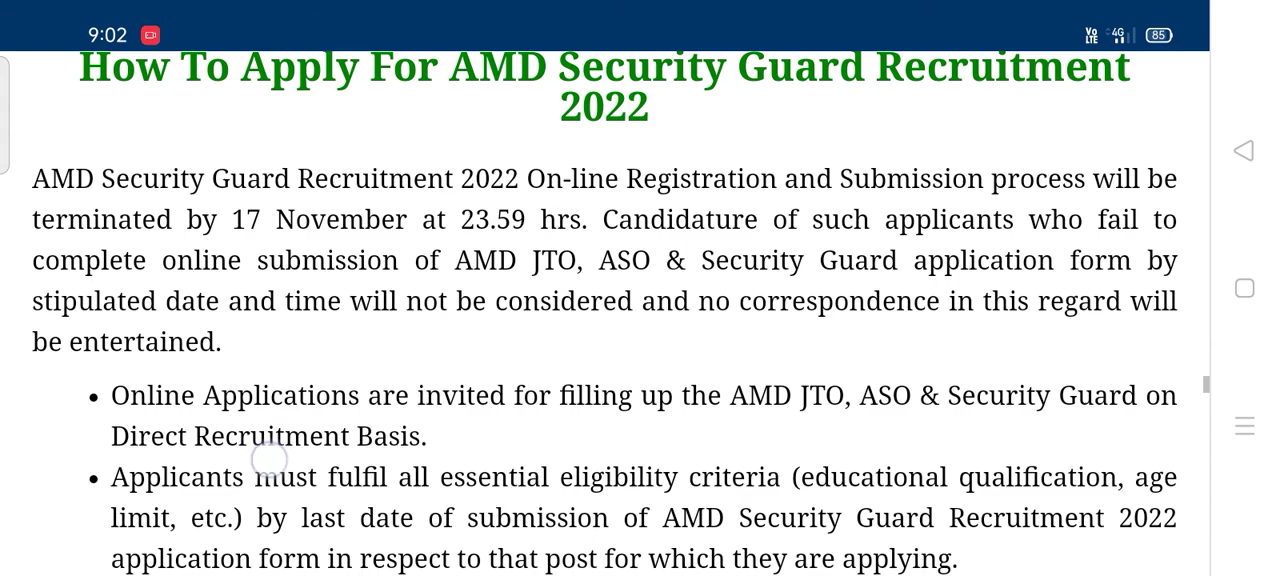 9:02
Vo LTE 4G 85
How To Apply For AMD Security Guard Recruitment
2022
AMD Security Guard Recruitment 2022 On-line Registration and Submission process will be
terminated by 17 November at 23.59 hrs. Candidature of such applicants who fail to
complete online submission of AMD JTO, ASO & Security Guard application form by
stipulated date and time will not be considered and no correspondence in this regard will
be entertained.
• Online Applications are invited for filling up the AMD JTO, ASO & Security Guard on
Direct Recruitment Basis.
• Applicants must fulfil all essential eligibility criteria (educational qualification, age
limit, etc.) by last date of submission of AMD Security Guard Recruitment 2022
application form in respect to that post for which they are applying.